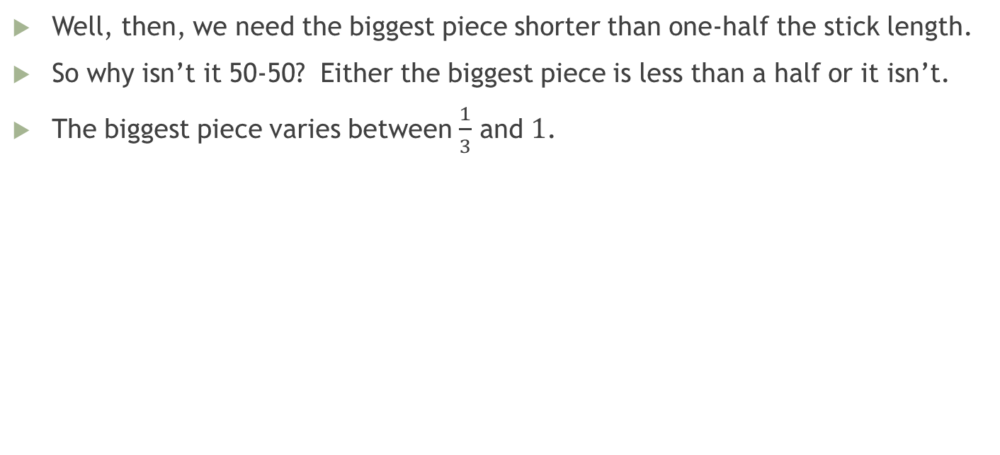 Well, then, we need the biggest piece shorter than one-half the stick length.
So why isn’t it 50-50?  Either the biggest piece is less than a half or it isn’t.
The biggest piece varies between 1/3 and 1.